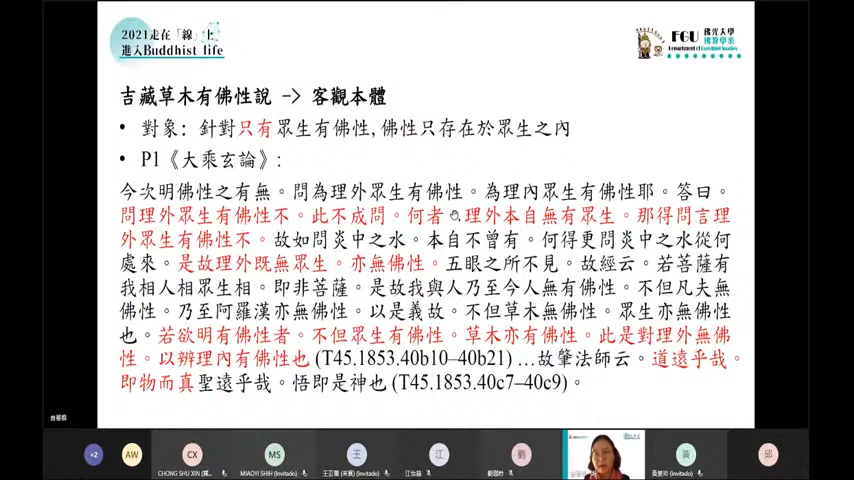 2021走在「線」上
進入Buddhist life
FGU 佛光大學
佛教學系
Department of Buddhist Studies
吉藏草木有佛性說 -> 客觀本體
• 對象: 針對只有眾生有佛性, 佛性只存在於眾生之內
• P1《大乘玄論》:
今次明佛性之有無。問為理外眾生有佛性。為理內眾生有佛性耶。答曰。
問理外眾生有佛性不。此不成問。何者。理外本自無有眾生。那得問言理
外眾生有佛性不。故如問炎中之水。本自不曾有。何得更問炎中之水從何
處來。是故理外既無眾生。亦無佛性。五眼之所不見。故經云。若菩薩有
我相人相眾生相。即非菩薩。是故我與人乃至今人無有佛性。不但凡夫無
佛性。乃至阿羅漢亦無佛性。以是義故。不但草木無佛性。眾生亦無佛性
也。若欲明有佛性者。不但眾生有佛性。草木亦有佛性。此是對理外無佛
性。以辨理內有佛性也 (T45.1853.40b10–40b21) …故肇法師云。道遠乎哉。
即物而真聖遠乎哉。悟即是神也 (T45.1853.40c7–40c9)。
+2
AW
CX
MS
王
江
劉
黃
邱
CHONG SHU XIN
MIAOYI SHIH (Invitado)
(Invitado)
(Invitado)